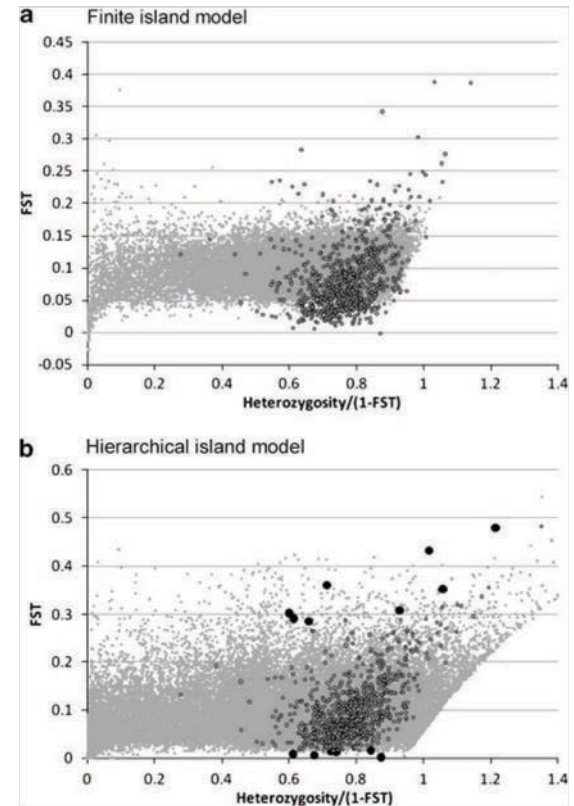 a Finite island model
0.45
0.4
0.35
0.3
0.25
0.2
0.15
0.1
0.05
0
-0.05
FST
0 0.2 0.4 0.6 0.8 1 1.2 1.4
Heterozygosity/(1-FST)
b Hierarchical island model
0.6
0.5
0.4
0.3
0.2
0.1
0
FST
0 0.2 0.4 0.6 0.8 1 1.2 1.4
Heterozygosity/(1-FST)